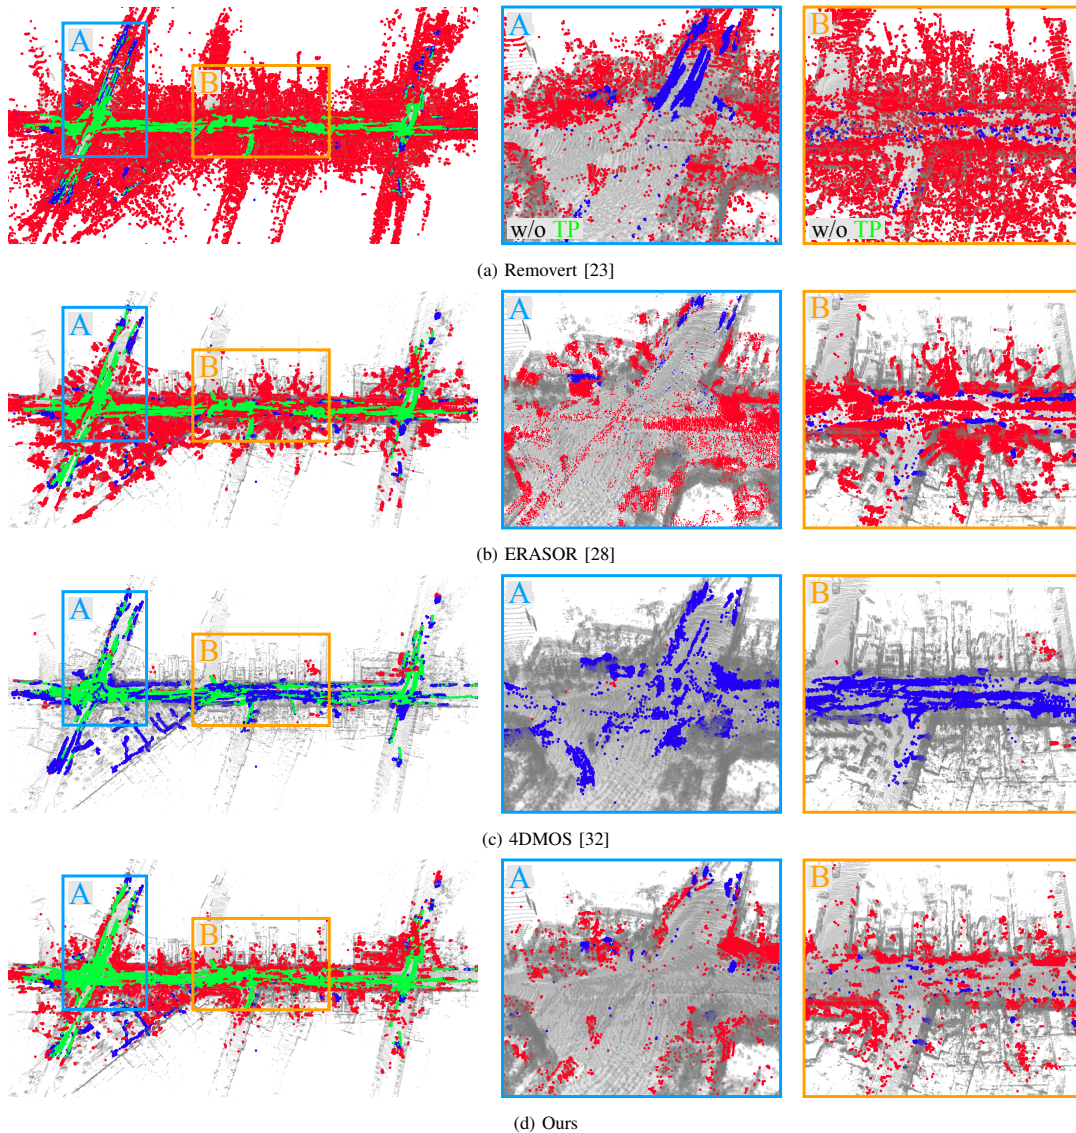 A
B
A
w/o TP
B
w/o TP
(a) Removert [23]
A
B
A
B
(b) ERASOR [28]
A
B
A
B
(c) 4DMOS [32]
A
B
A
B
(d) Ours